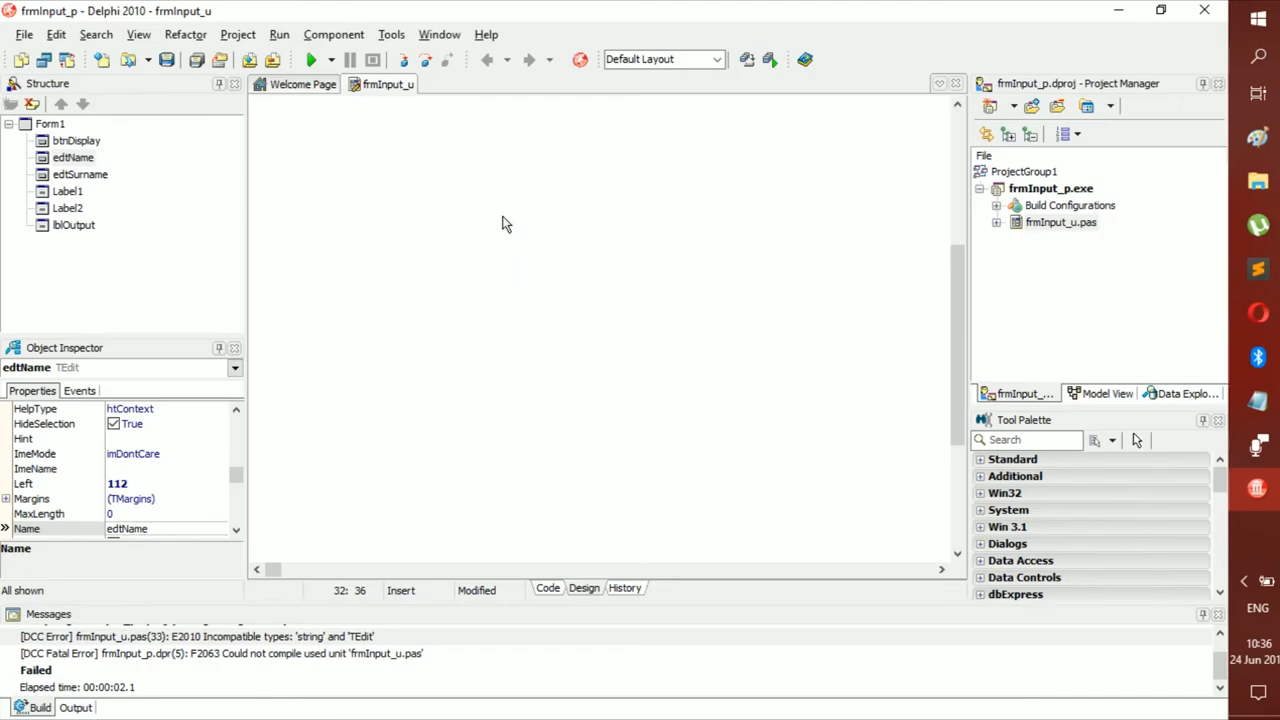 frmInput_p - Delphi 2010 - frmInput_u
File Edit Search View Refactor Project Run Component Tools Window Help
Default Layout
Structure
Welcome Page frmInput_u
frmInput_p.dproj - Project Manager
Form1
btnDisplay
edtName
edtSurname
Label1
Label2
lblOutput
File
ProjectGroup1
frmInput_p.exe
Build Configurations
frmInput_u.pas
Object Inspector
edtName TEdit
Properties Events
HelpType htContext
HideSelection True
Hint
ImeMode imDontCare
ImeName
Left 112
Margins (TMargins)
MaxLength 0
Name edtName
Name
All shown
frmInput_... Model View Data Explo...
Tool Palette
Search
Standard
Additional
Win32
System
Win 3.1
Dialogs
Data Access
Data Controls
dbExpress
32: 36 Insert Modified Code Design History
Messages
[DCC Error] frmInput_u.pas(33): E2010 Incompatible types: 'string' and 'TEdit'
[DCC Fatal Error] frmInput_p.dpr(5): F2063 Could not compile used unit 'frmInput_u.pas'
Failed
Elapsed time: 00:00:02.1
Build Output
ENG
10:36
24 Jun 201